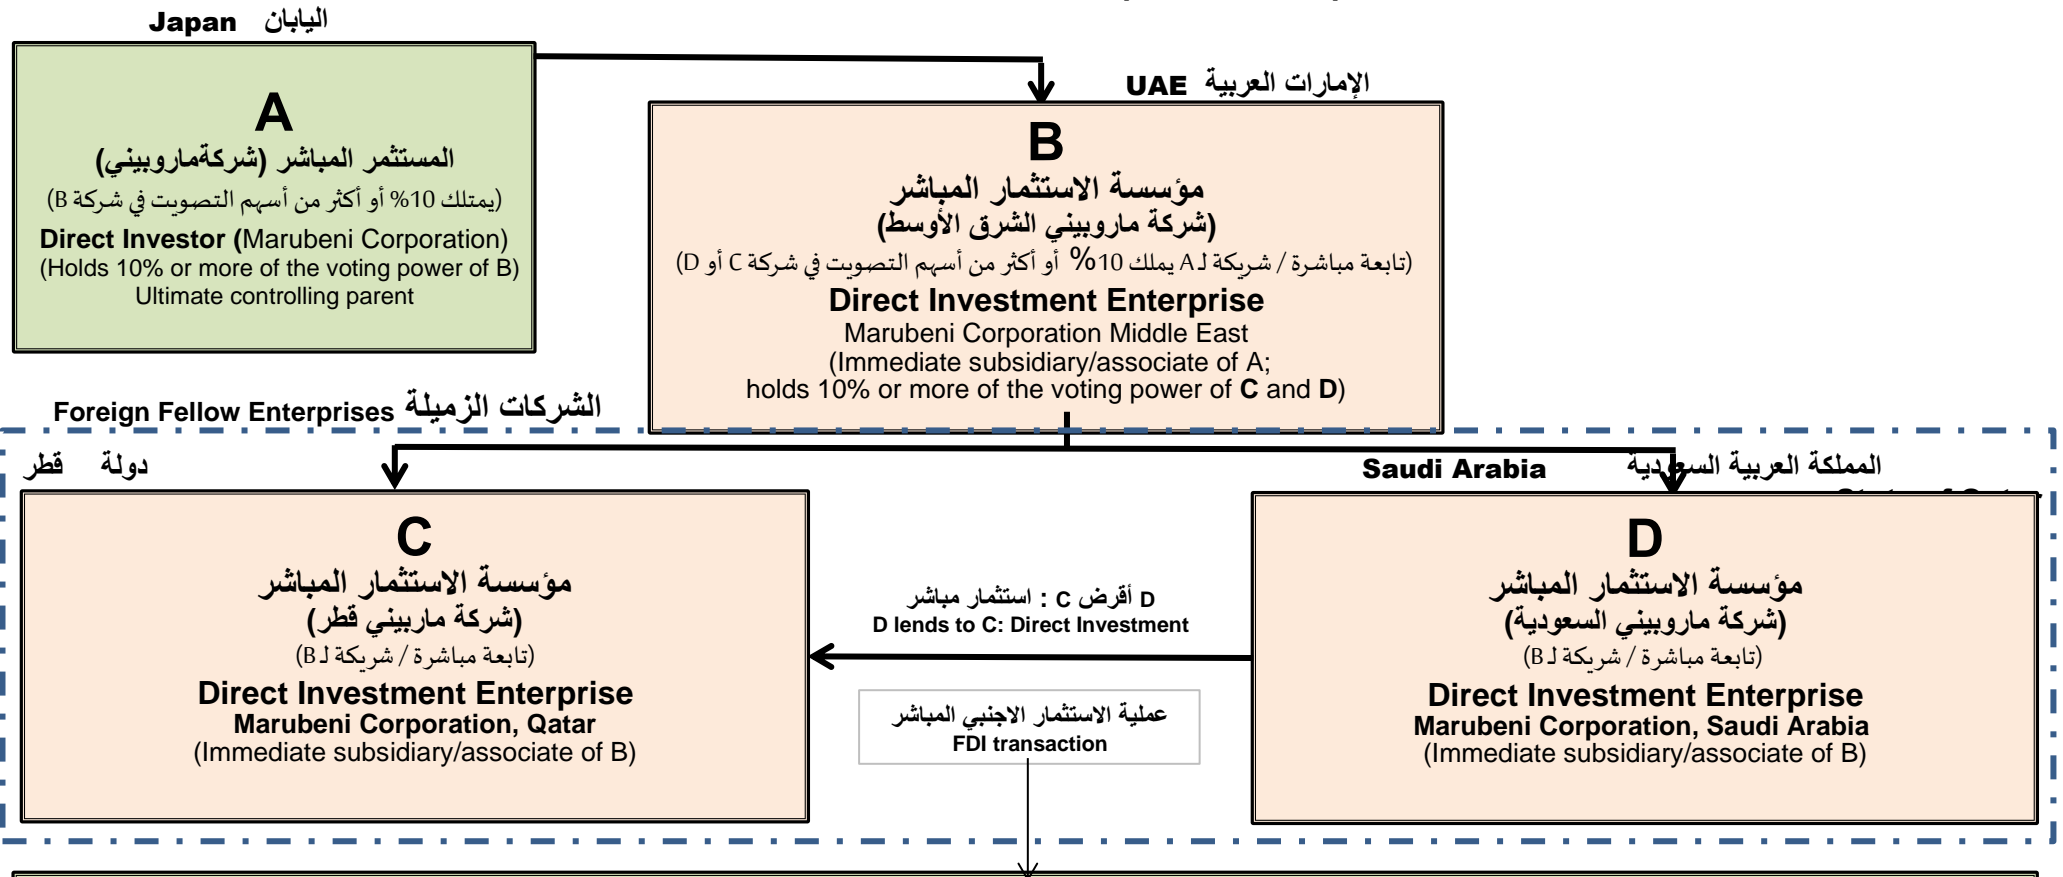 اليابان Japan
A
المستثمر المباشر (شركةماروبيني)
(يمتلك 10% أو أكثر من أسهم التصويت في شركة B)
Direct Investor (Marubeni Corporation)
(Holds 10% or more of the voting power of B)
Ultimate controlling parent
الإمارات العربية UAE
B
مؤسسة الاستثمار المباشر
(شركة ماروبيني الشرق الأوسط)
(تابعة مباشرة / شريكة لـ A يملك 10% أو أكثر من أسهم التصويت في شركة C أو D)
Direct Investment Enterprise
Marubeni Corporation Middle East
(Immediate subsidiary/associate of A;
holds 10% or more of the voting power of C and D)
الشركات الزميلة Foreign Fellow Enterprises
دولة قطر
C
مؤسسة الاستثمار المباشر
(شركة ماربيني قطر)
(تابعة مباشرة / شريكة لـ B)
Direct Investment Enterprise
Marubeni Corporation, Qatar
(Immediate subsidiary/associate of B)
D أقرض C : استثمار مباشر
D lends to C: Direct Investment
عملية الاستثمار الاجنبي المباشر
FDI transaction
المملكة العربية السعودية Saudi Arabia
D
مؤسسة الاستثمار المباشر
(شركة ماروبيني السعودية)
(تابعة مباشرة / شريكة لـ B)
Direct Investment Enterprise
Marubeni Corporation, Saudi Arabia
(Immediate subsidiary/associate of B)